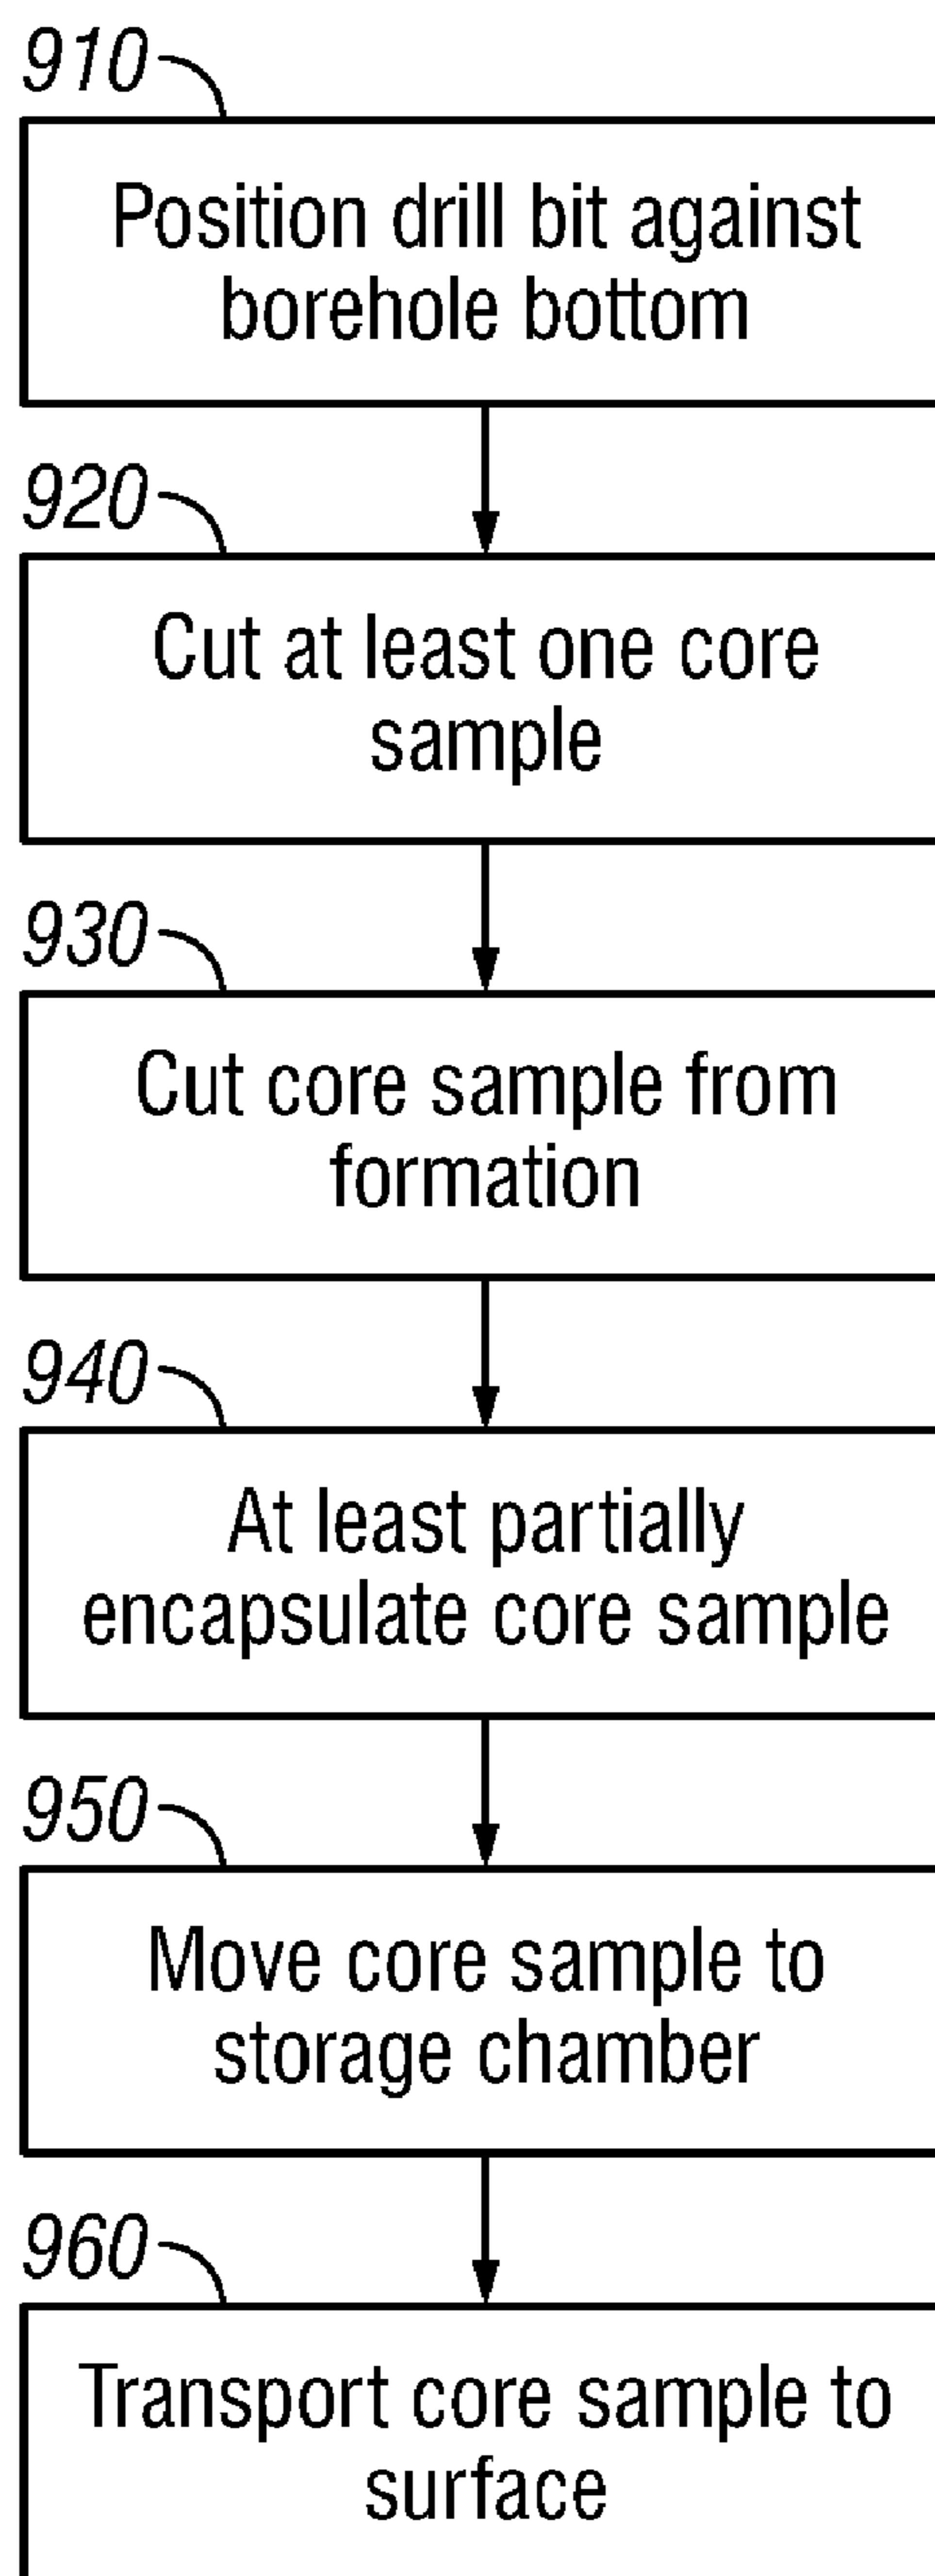 910
Position drill bit against
borehole bottom
920
Cut at least one core
sample
930
Cut core sample from
formation
940
At least partially
encapsulate core sample
950
Move core sample to
storage chamber
960
Transport core sample to
surface